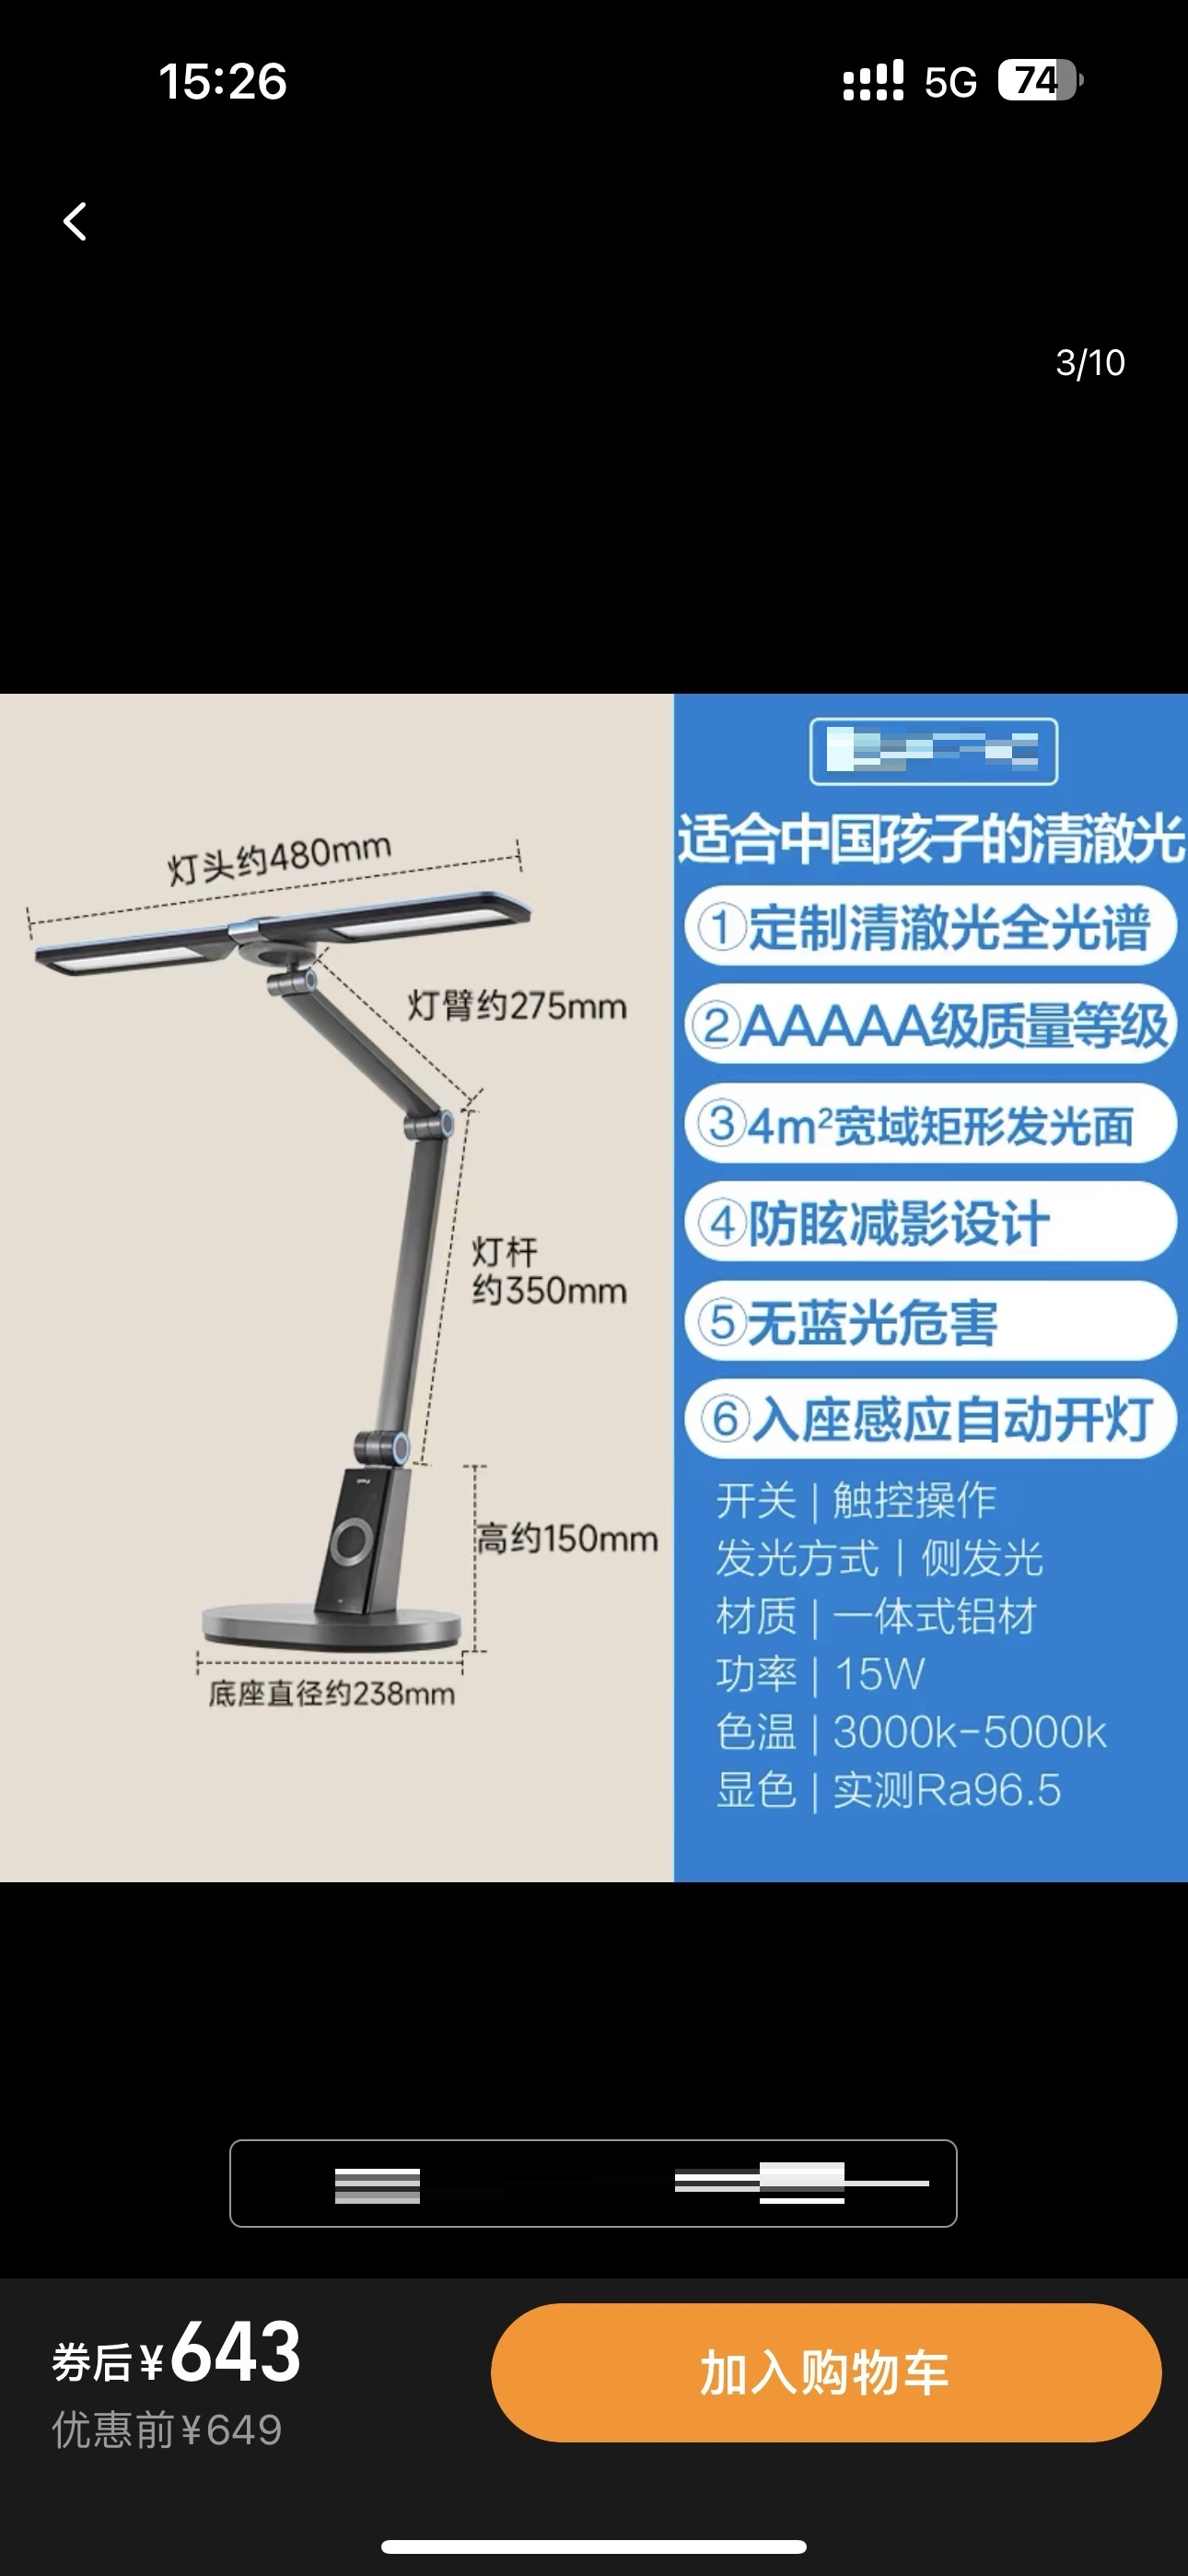 15:26
5G
74
3/10
灯头约480mm
灯臂约275mm
灯杆
约350mm
高约150mm
底座直径约238mm
适合中国孩子的清澈光
①定制清澈光全光谱
②AAAAA级质量等级
③4m²宽域矩形发光面
④防眩减影设计
⑤无蓝光危害
⑥入座感应自动开灯
开关|触控操作
发光方式|侧发光
材质|一体式铝材
功率|15W
色温|3000k-5000k
显色|实测Ra96.5
券后¥643
优惠前¥649
加入购物车